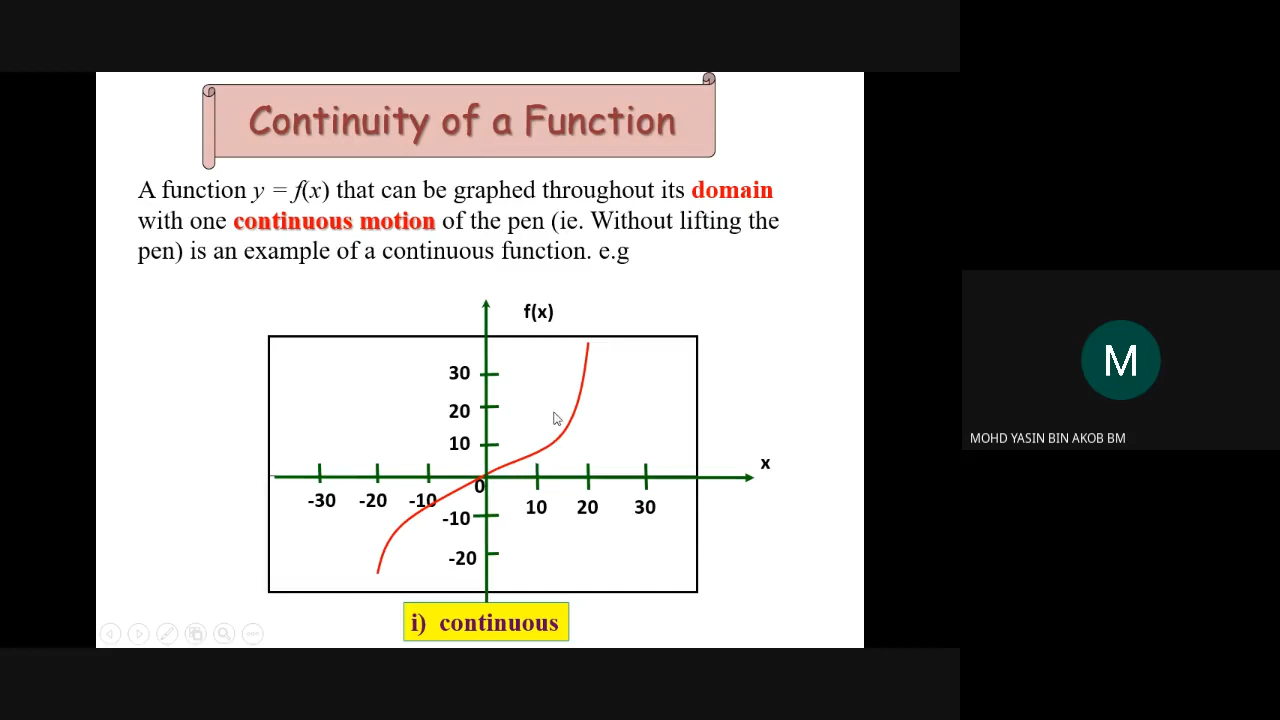 Continuity of a Function
A function y = f(x) that can be graphed throughout its domain
with one continuous motion of the pen (ie. Without lifting the
pen) is an example of a continuous function. e.g
f(x)
30
20
10
x
0
-30 -20 -10 10 20 30
-10
-20
i) continuous
M
MOHD YASIN BIN AKOB BM